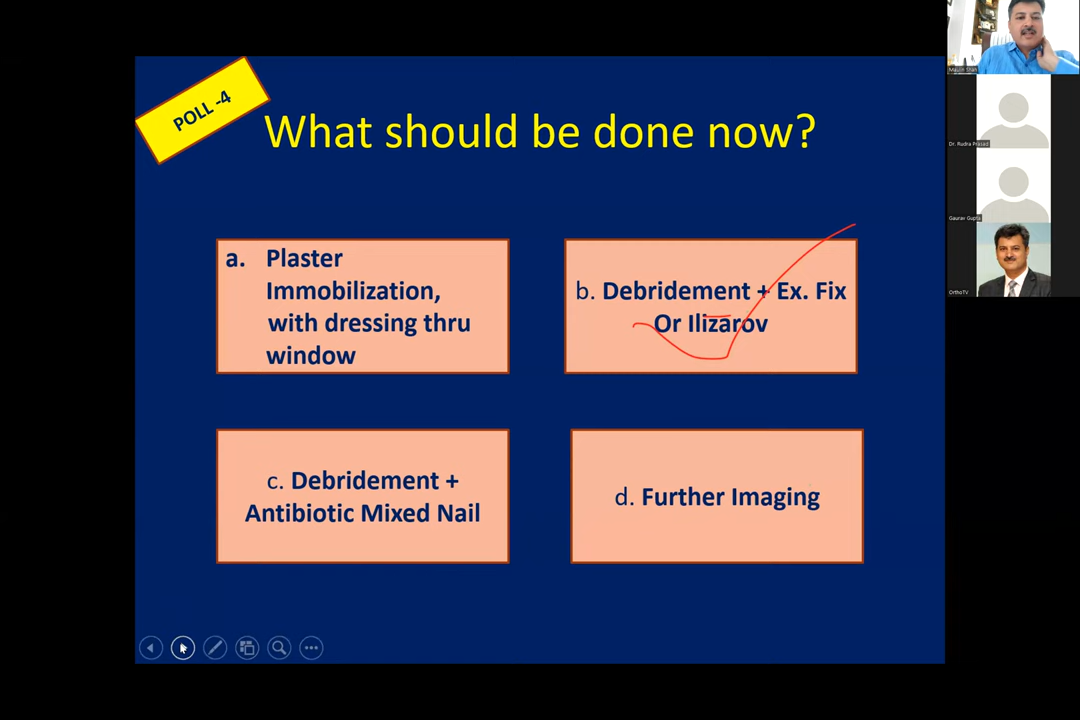 POLL -4
What should be done now?
a. Plaster
Immobilization,
with dressing thru
window
b. Debridement + Ex. Fix
Or Ilizarov
c. Debridement +
Antibiotic Mixed Nail
d. Further Imaging
Maulin Shah
Dr. Rudra Prasad
Gaurav Gupta
OrthoTV